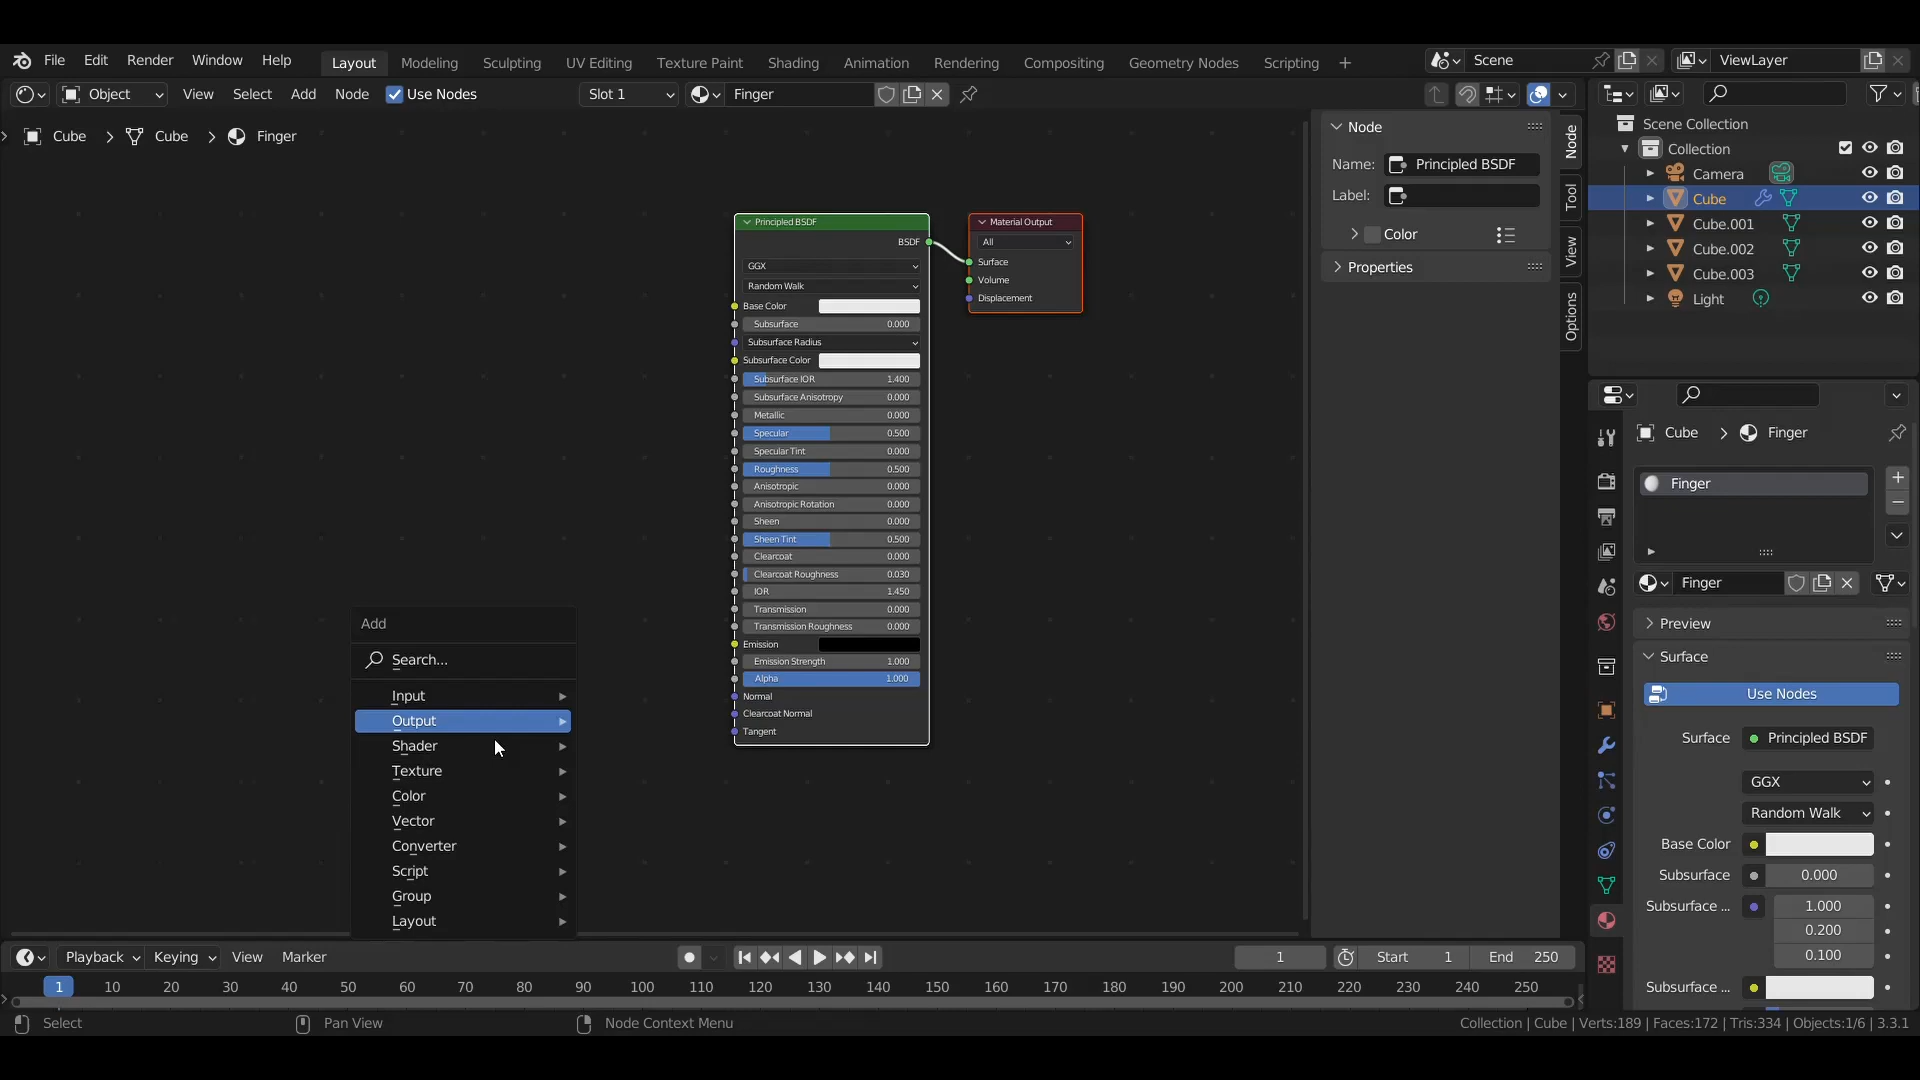 File Edit Render Window Help Layout Modeling Sculpting UV Editing Texture Paint Shading Animation Rendering Compositing Geometry Nodes Scripting + Scene ViewLayer
Object View Select Add Node Use Nodes Slot 1 Finger
Cube > Cube > Finger
Principled BSDF
BSDF
GGX
Random Walk
Base Color
Subsurface 0.000
Subsurface Radius
Subsurface Color
Subsurface IOR 1.400
Subsurface Anisotropy 0.000
Metallic 0.000
Specular 0.500
Specular Tint 0.000
Roughness 0.500
Anisotropic 0.000
Anisotropic Rotation 0.000
Sheen 0.000
Sheen Tint 0.500
Clearcoat 0.000
Clearcoat Roughness 0.030
IOR 1.450
Transmission 0.000
Transmission Roughness 0.000
Emission
Emission Strength 1.000
Alpha 1.000
Normal
Clearcoat Normal
Tangent
Material Output
All
Surface
Volume
Displacement
Add
Search...
Input
Output
Shader
Texture
Color
Vector
Converter
Script
Group
Layout
Node
Name: Principled BSDF
Label:
Color
Properties
Node
Tool
View
Options
Scene Collection
Collection
Camera
Cube
Cube.001
Cube.002
Cube.003
Light
Cube > Finger
Finger
Finger
Preview
Surface
Use Nodes
Surface Principled BSDF
GGX
Random Walk
Base Color
Subsurface 0.000
Subsurface ... 1.000
0.200
0.100
Subsurface ...
Playback Keying View Marker 1 Start 1 End 250
1 10 20 30 40 50 60 70 80 90 100 110 120 130 140 150 160 170 180 190 200 210 220 230 240 250
Select Pan View Node Context Menu Collection | Cube | Verts:189 | Faces:172 | Tris:334 | Objects:1/6 | 3.3.1